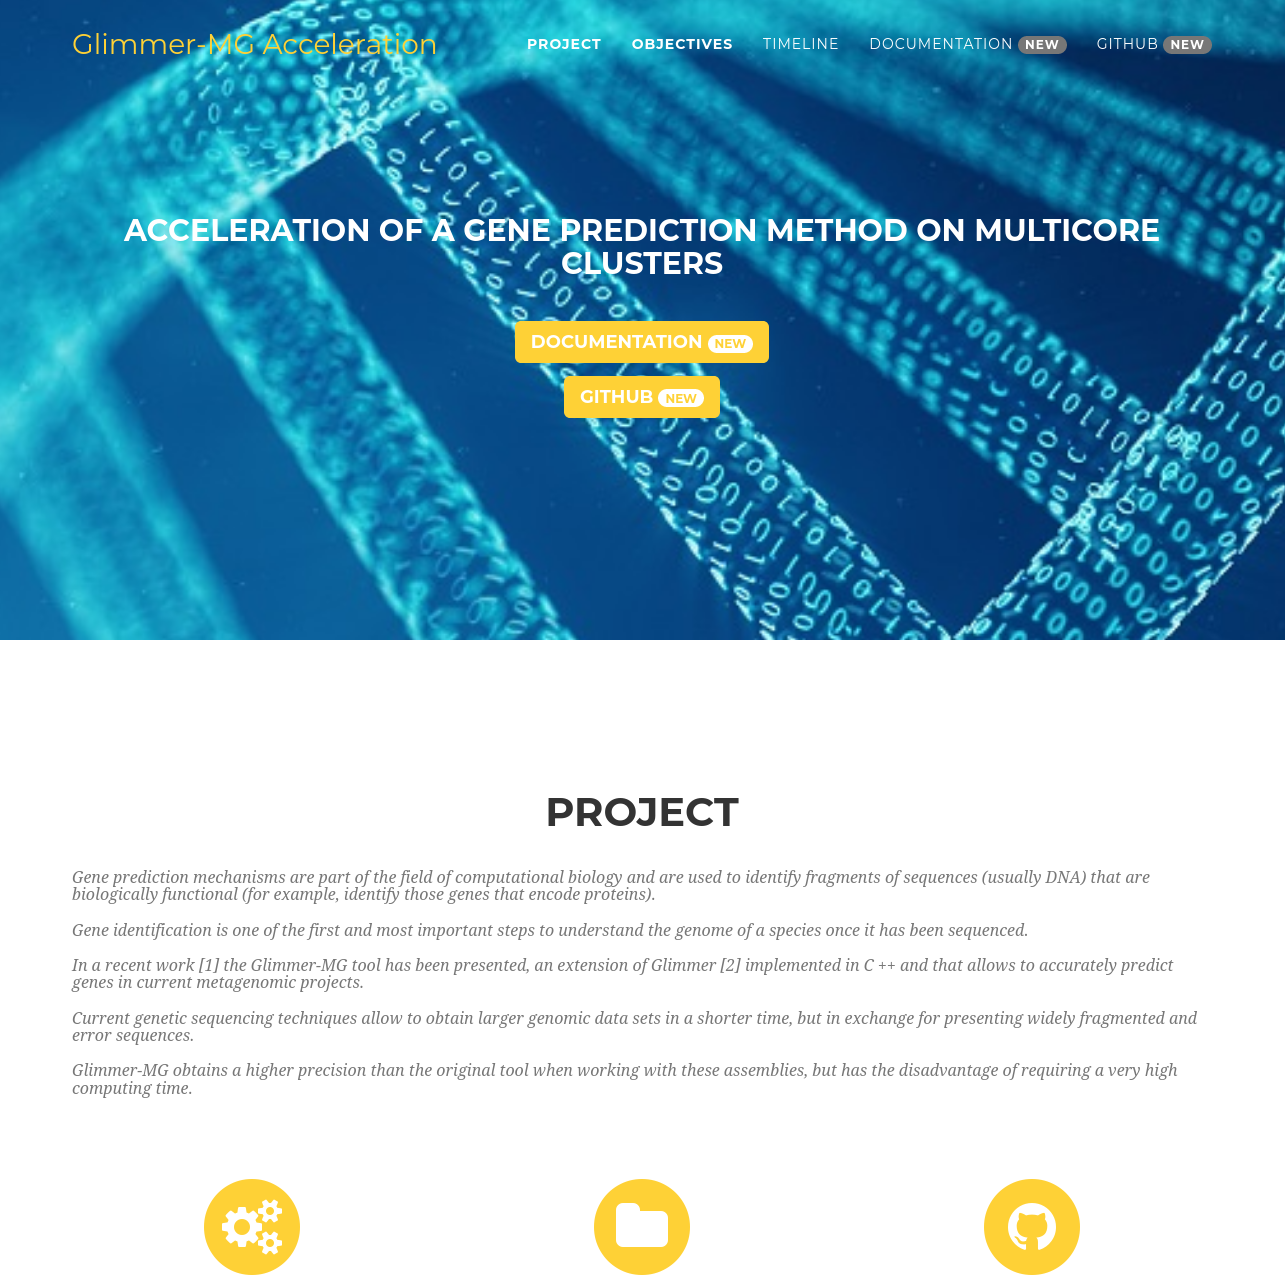 Glimmer-MG Acceleration
PROJECT OBJECTIVES TIMELINE DOCUMENTATION NEW GITHUB NEW
ACCELERATION OF A GENE PREDICTION METHOD ON MULTICORE
CLUSTERS
DOCUMENTATION NEW
GITHUB NEW
PROJECT
Gene prediction mechanisms are part of the field of computational biology and are used to identify fragments of sequences (usually DNA) that are
biologically functional (for example, identify those genes that encode proteins).
Gene identification is one of the first and most important steps to understand the genome of a species once it has been sequenced.
In a recent work [1] the Glimmer-MG tool has been presented, an extension of Glimmer [2] implemented in C ++ and that allows to accurately predict
genes in current metagenomic projects.
Current genetic sequencing techniques allow to obtain larger genomic data sets in a shorter time, but in exchange for presenting widely fragmented and
error sequences.
Glimmer-MG obtains a higher precision than the original tool when working with these assemblies, but has the disadvantage of requiring a very high
computing time.